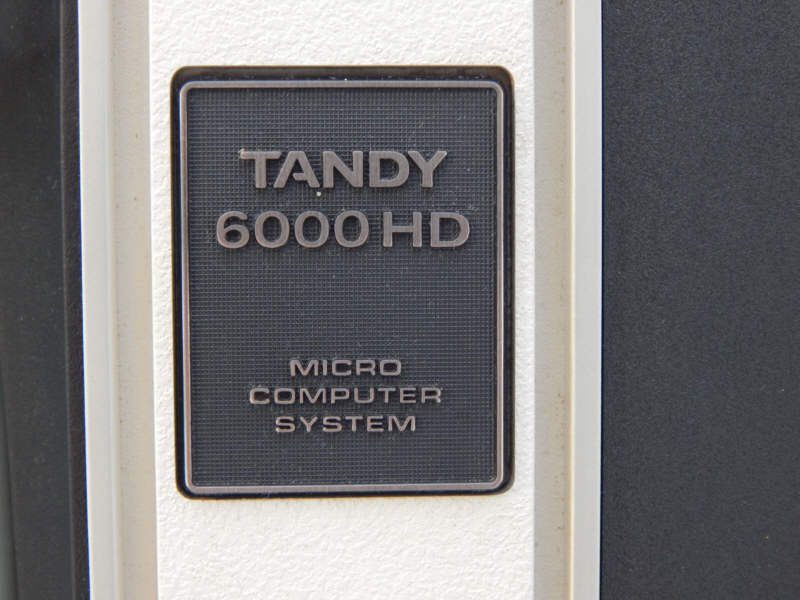 TANDY
6000 HD
MICRO
COMPUTER
SYSTEM